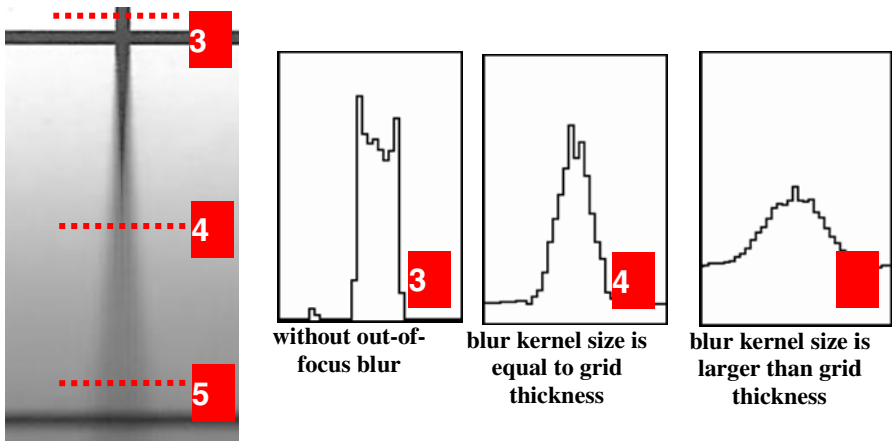 3
4
5
3
4
without out-of-
focus blur
blur kernel size is
equal to grid
thickness
blur kernel size is
larger than grid
thickness